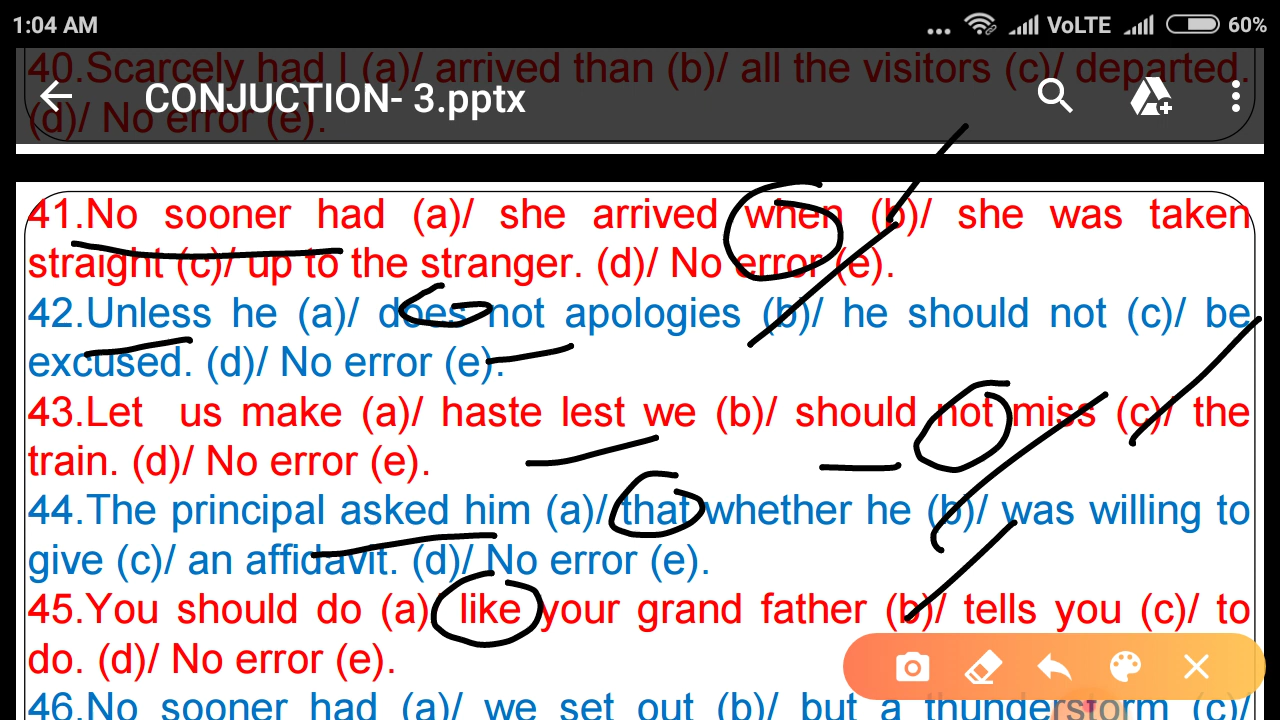 1:04 AM ... VoLTE 60%
40.Scarcely had I (a)/ arrived than (b)/ all the visitors (c)/ departed.
CONJUCTION- 3.pptx
(d)/ No error (e).
41.No sooner had (a)/ she arrived when (b)/ she was taken
straight (c)/ up to the stranger. (d)/ No error (e).
42.Unless he (a)/ does not apologies (b)/ he should not (c)/ be
excused. (d)/ No error (e).
43.Let us make (a)/ haste lest we (b)/ should not miss (c)/ the
train. (d)/ No error (e).
44.The principal asked him (a)/ that whether he (b)/ was willing to
give (c)/ an affidavit. (d)/ No error (e).
45.You should do (a)/ like your grand father (b)/ tells you (c)/ to
do. (d)/ No error (e).
46.No sooner had (a)/ we set out (b)/ but a thunderstorm (c)/